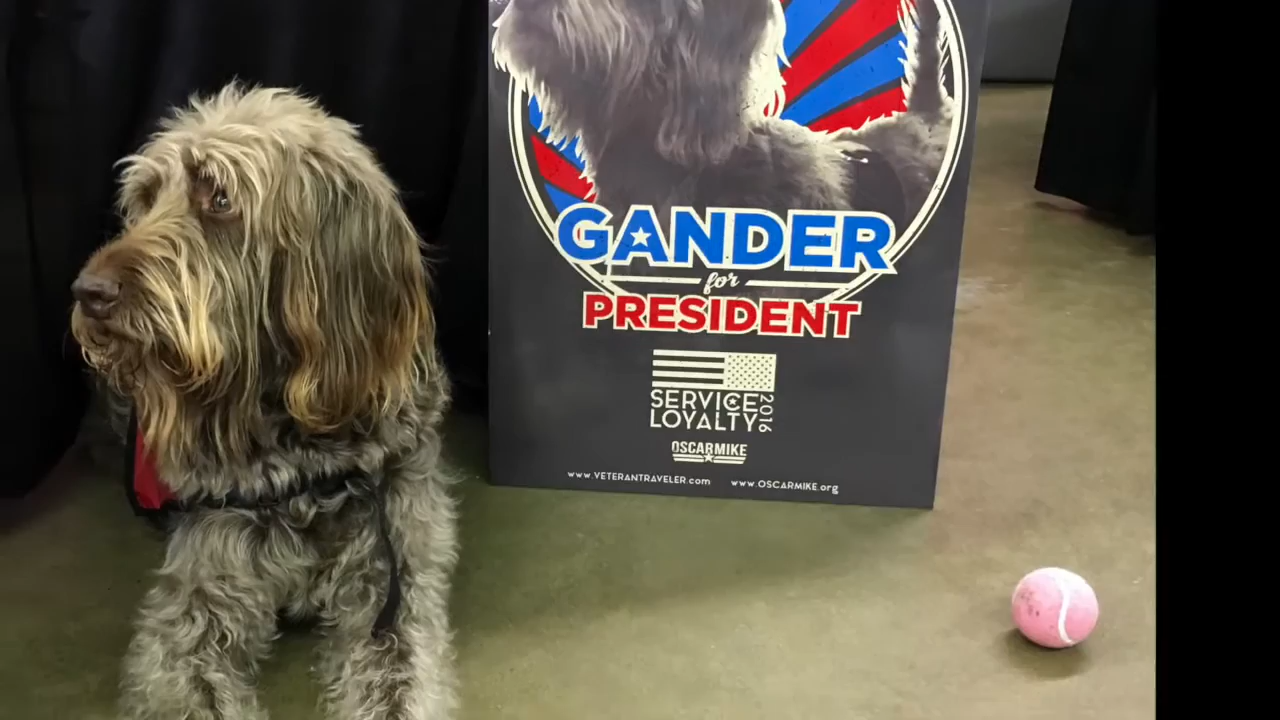 GANDER
for
PRESIDENT
SERVICE
LOYALTY
2016
OSCARMIKE
www.VETERANTRAVELER.com www.OSCARMIKE.org